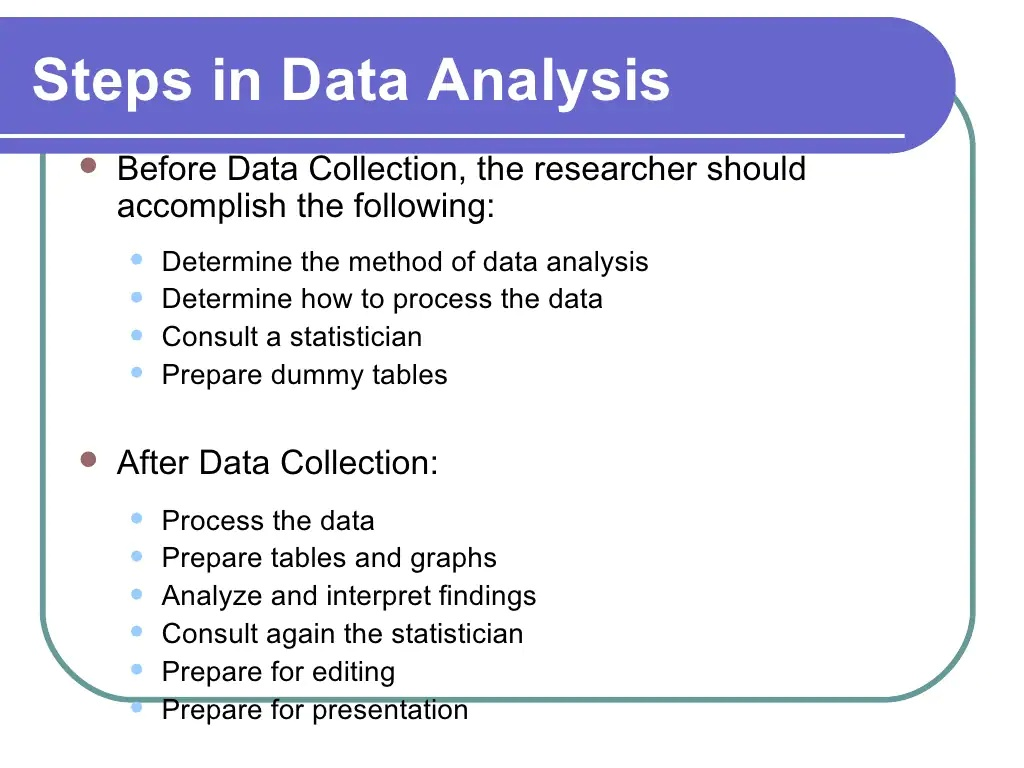 Steps in Data Analysis
Before Data Collection, the researcher should
accomplish the following:
Determine the method of data analysis
Determine how to process the data
Consult a statistician
Prepare dummy tables
After Data Collection:
Process the data
Prepare tables and graphs
Analyze and interpret findings
Consult again the statistician
Prepare for editing
Prepare for presentation